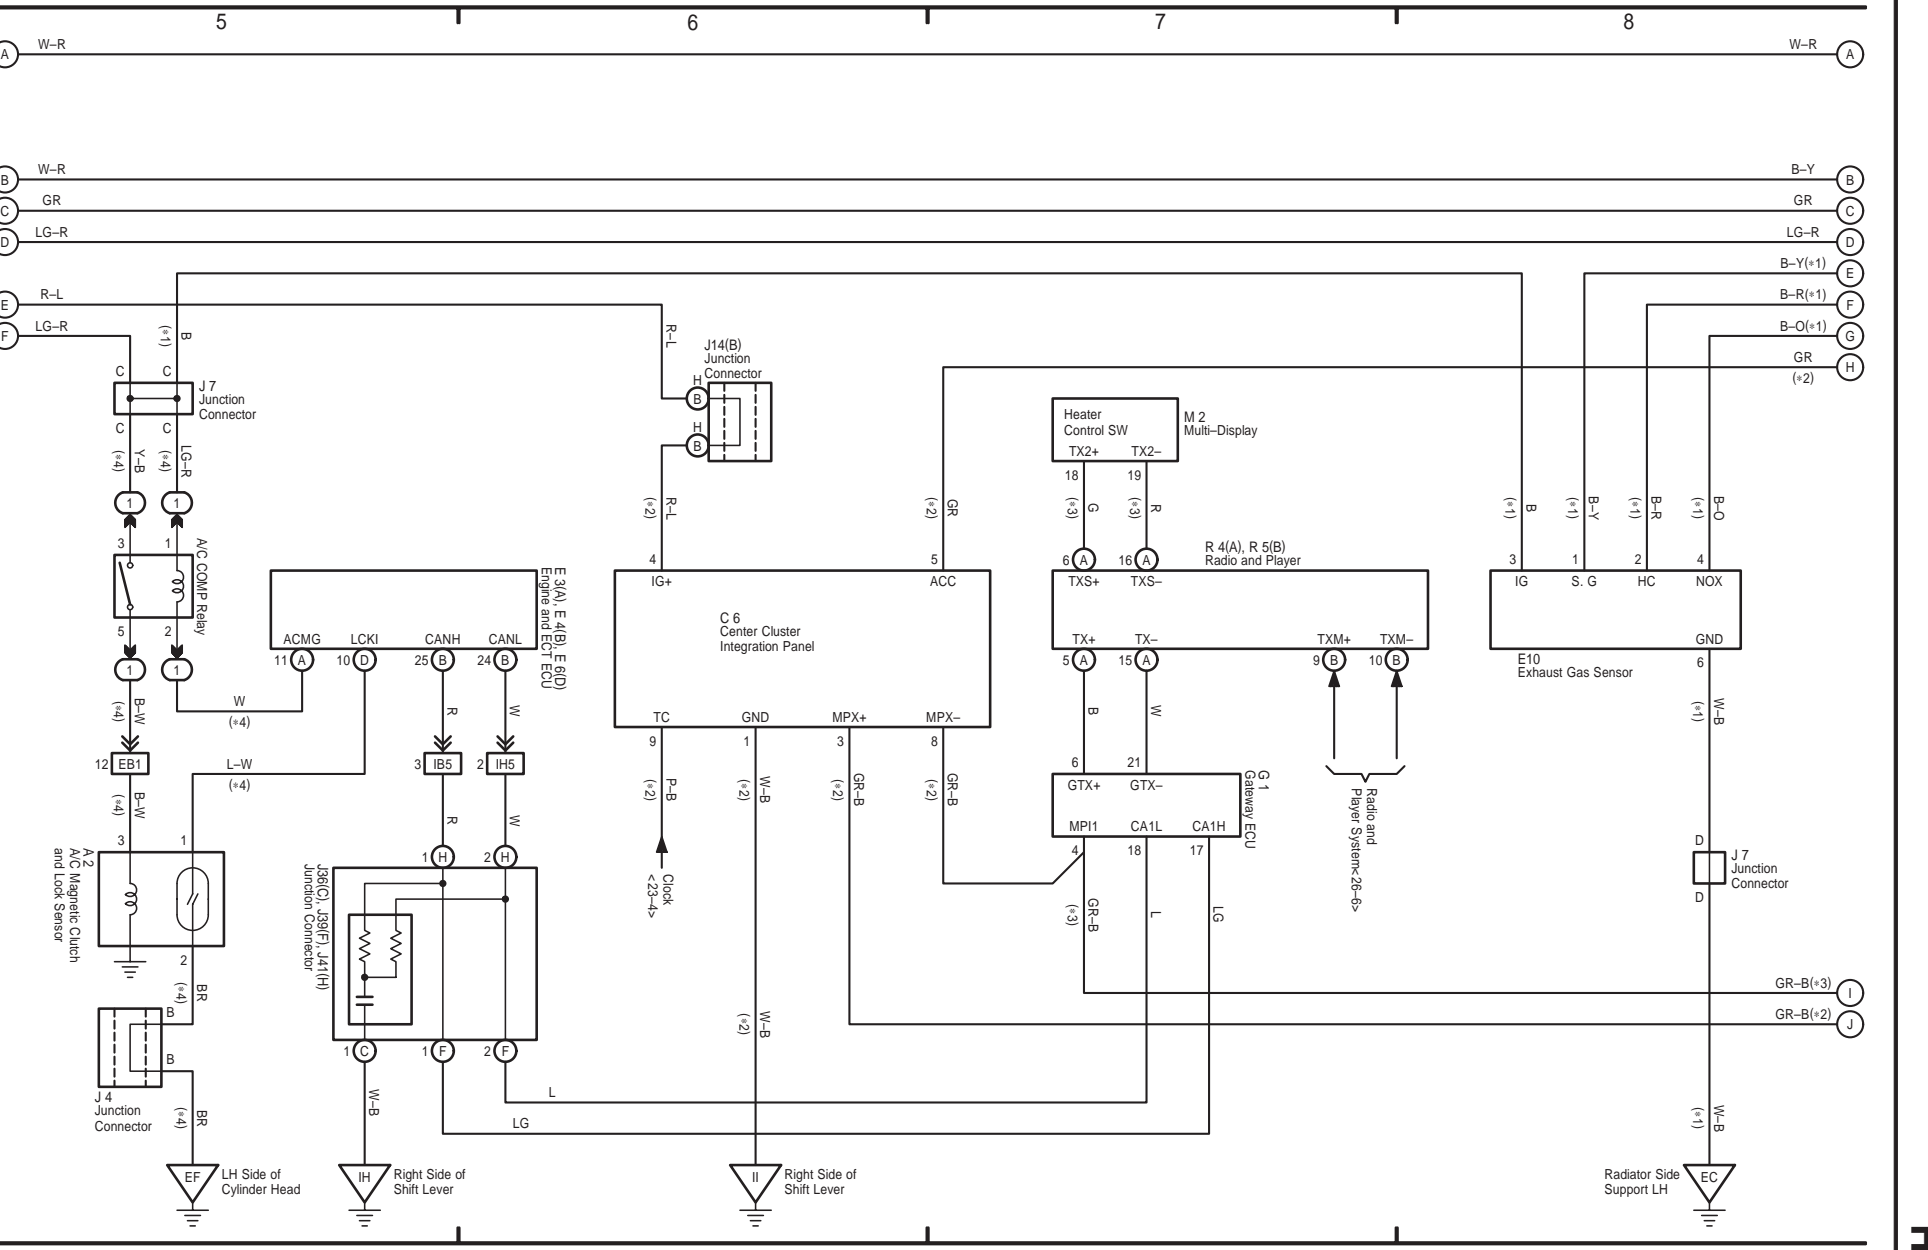 5 6 7 8
W–R W–R
A A
W–R B–Y
B B
GR GR
C C
LG–R LG–R
D D
B–Y(*1) E
E R–L B–R(*1) F
F LG–R B–O(*1) G
GR H
(*2)
(*1) B
R–L
J14(B)
Junction
Connector
C C
J 7
Junction
Connector
H
B
H
B
C C
Heater
Control SW
M 2
Multi–Display
TX2+ TX2–
18 19
(*4) Y–B (*4) LG–R
(*2) R–L
(*2) GR
(*3) G (*3) R
(*1) B (*1) B–Y (*1) B–R (*1) B–O
1 1
3 1
A/C COMP Relay
4 5
6 A 16 A
R 4(A), R 5(B)
Radio and Player
3 1 2 4
IG+ ACC
TXS+ TXS–
IG S. G HC NOX
E 3(A), E 4(B), E 6(D)
Engine and ECT ECU
C 6
Center Cluster
Integration Panel
5 2
ACMG LCKI CANH CANL
TX+ TX– TXM+ TXM–
GND
11 A 10 D 25 B 24 B
5 A 15 A 9 B 10 B
E10
Exhaust Gas Sensor
6
1 1
(*4) B–W
W
(*4)
R W
TC GND MPX+ MPX–
9 1 3 8
B W
(*1) W–B
12 EB1
L–W
(*4)
3 IB5 2 IH5
6 21
G 1
Gateway ECU
GTX+ GTX–
(*4) B–W
R W
(*2) P–B (*2) W–B (*2) GR–B (*2) GR–B
MPI1 CA1L CA1H
4 18 17
Radio and
Player System<26–6>
3 1
A 2
A/C Magnetic Clutch
and Lock Sensor
1 H 2 H
J36(C), J39(F), J41(H)
Junction Connector
Clock
<23–4>
(*3) GR–B L LG
D
J 7
Junction
Connector
D
2
(*4) BR
B
B
J 4
Junction
Connector
(*4) BR
1 C 1 F 2 F
(*2) W–B
GR–B(*3) I
GR–B(*2) J
W–B
L
LG
(*1) W–B
EF
LH Side of
Cylinder Head
IH
Right Side of
Shift Lever
II
Right Side of
Shift Lever
Radiator Side
Support LH
EC